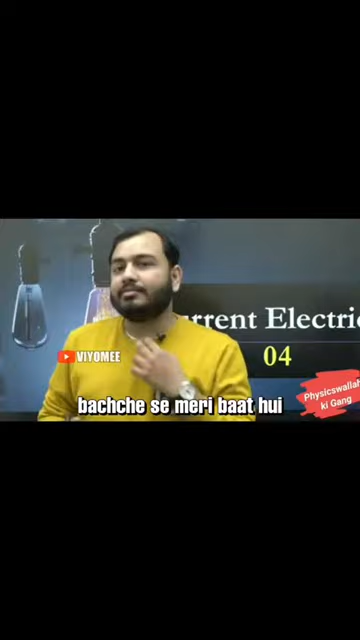 rrent Electric
04
VIYOMEE
Physicswallah
ki Gang
bachche se meri baat hui